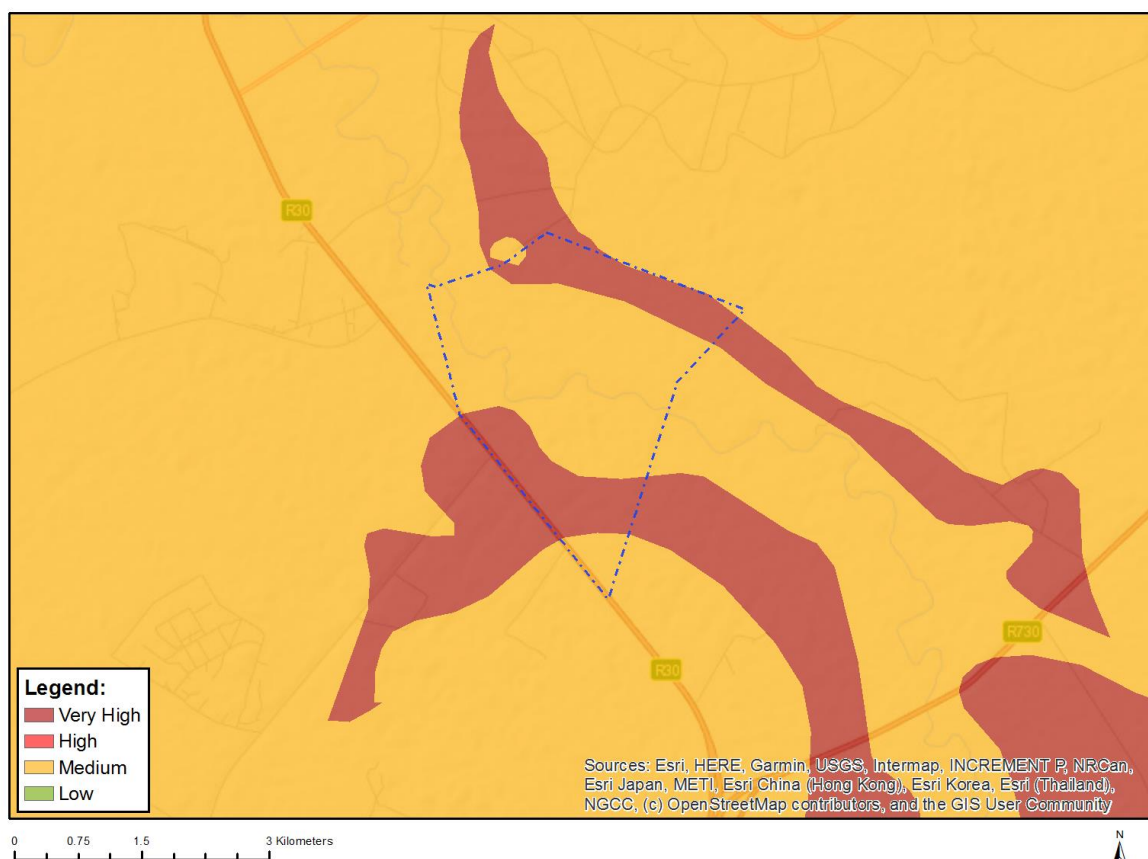 R30
R730
R30
Legend:
Very High
High
Medium
Low
Sources: Esri, HERE, Garmin, USGS, Intermap, INCREMENT P, NRCan,
Esri Japan, METI, Esri China (Hong Kong), Esri Korea, Esri (Thailand),
NGCC, (c) OpenStreetMap contributors, and the GIS User Community
0 0.75 1.5 3 Kilometers
N